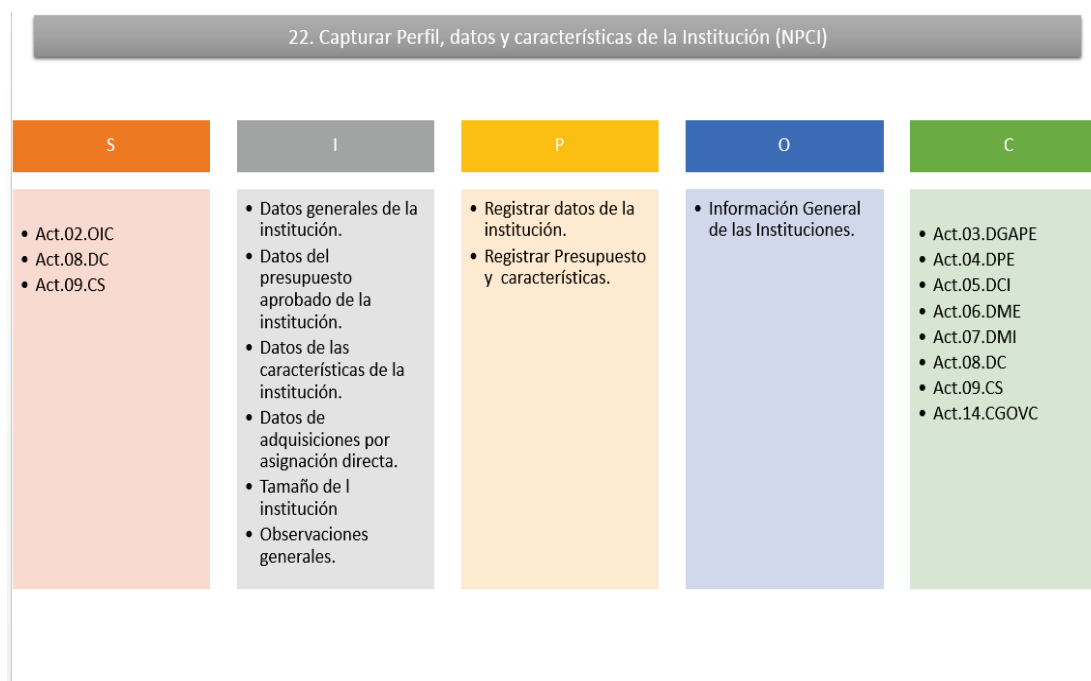 22. Capturar Perfil, datos y características de la Institución (NPCI)
S
• Act.02.OIC
• Act.08.DC
• Act.09.CS
I
• Datos generales de la
institución.
• Datos del
presupuesto
aprobado de la
institución.
• Datos de las
características de la
institución.
• Datos de
adquisiciones por
asignación directa.
• Tamaño de l
institución
• Observaciones
generales.
P
• Registrar datos de la
institución.
• Registrar Presupuesto
y características.
O
• Información General
de las Instituciones.
C
• Act.03.DGAPE
• Act.04.DPE
• Act.05.DCI
• Act.06.DME
• Act.07.DMI
• Act.08.DC
• Act.09.CS
• Act.14.CGOVC